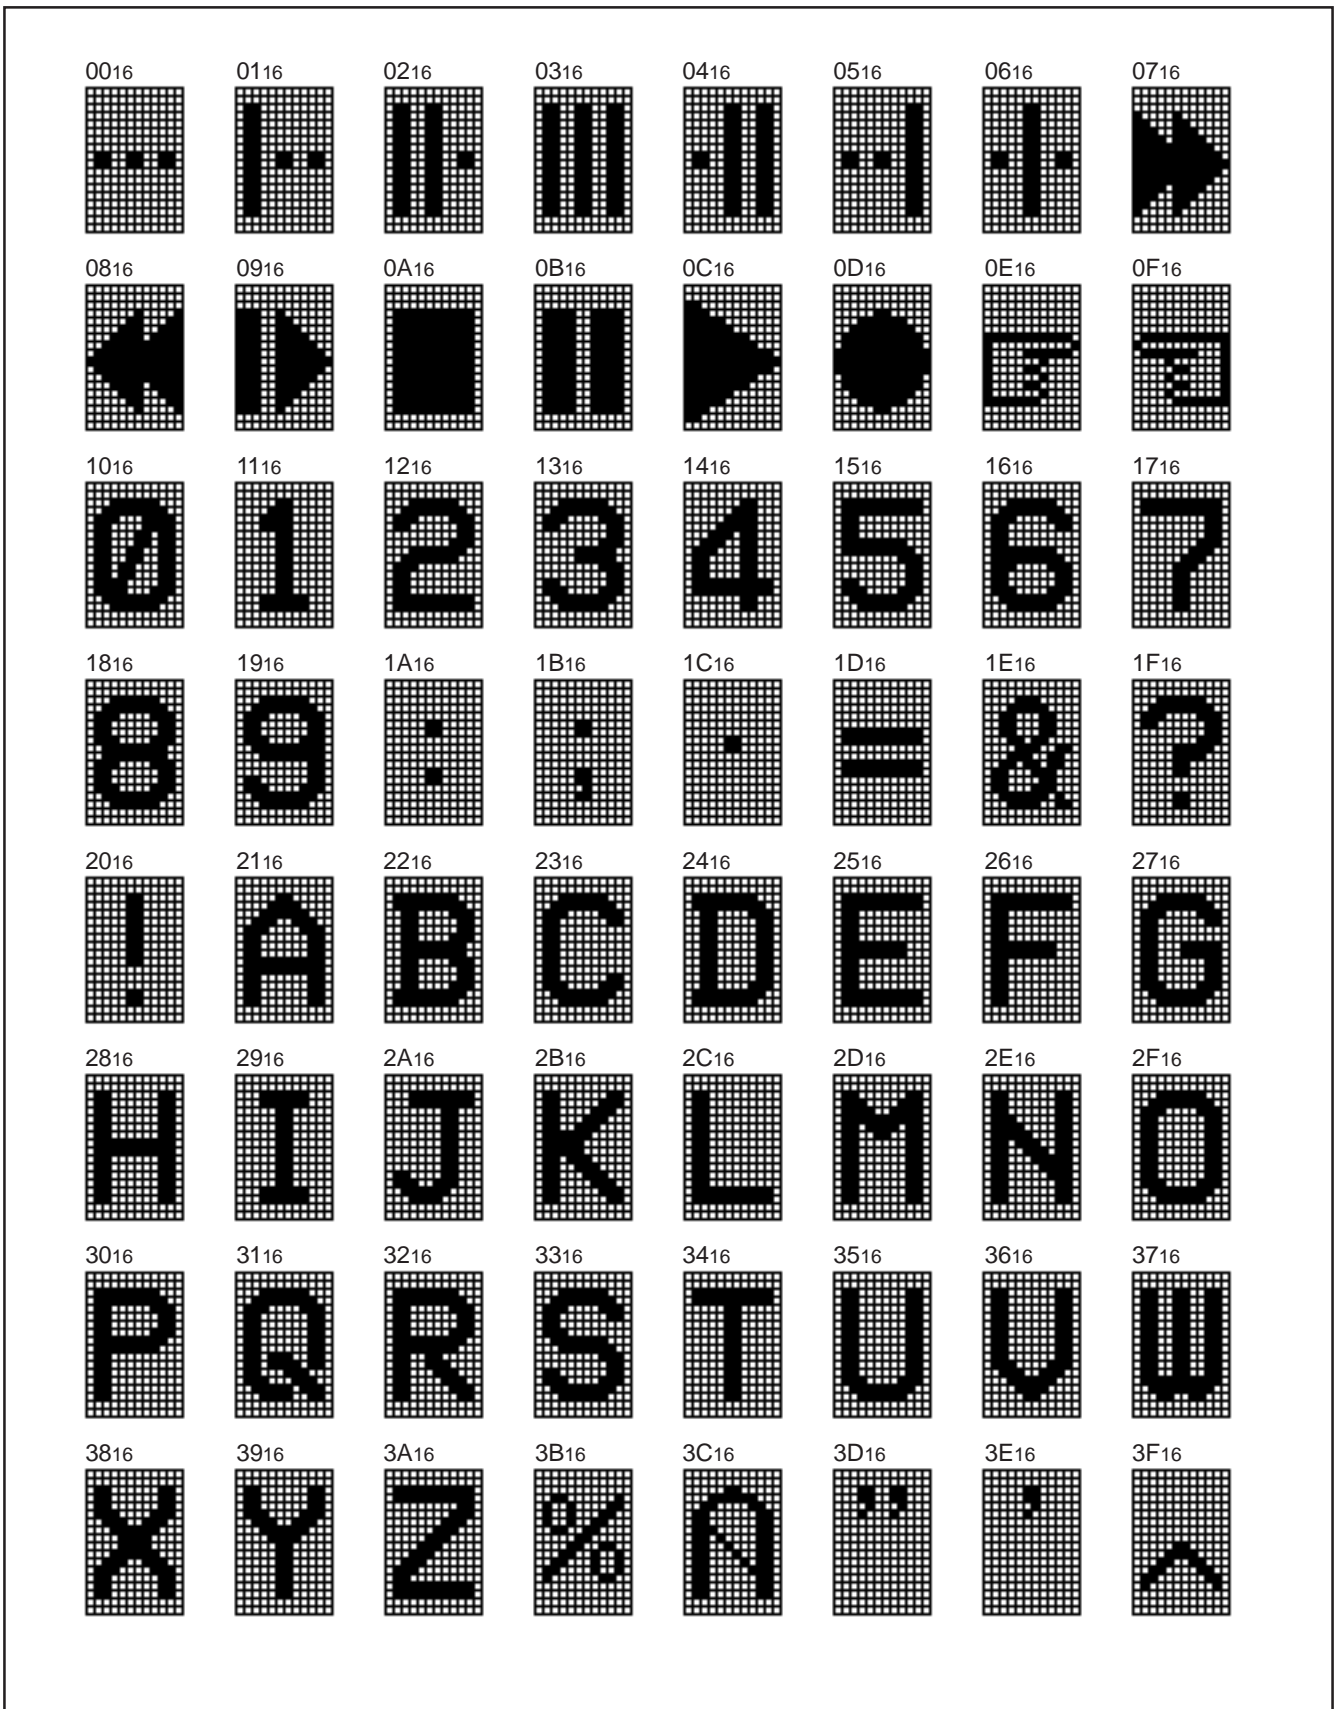 00₁₆ 01₁₆ 02₁₆ 03₁₆ 04₁₆ 05₁₆ 06₁₆ 07₁₆
08₁₆ 09₁₆ 0A₁₆ 0B₁₆ 0C₁₆ 0D₁₆ 0E₁₆ 0F₁₆
10₁₆ 11₁₆ 12₁₆ 13₁₆ 14₁₆ 15₁₆ 16₁₆ 17₁₆
0 1 2 3 4 5 6 7
18₁₆ 19₁₆ 1A₁₆ 1B₁₆ 1C₁₆ 1D₁₆ 1E₁₆ 1F₁₆
8 9 : ; · = & ?
20₁₆ 21₁₆ 22₁₆ 23₁₆ 24₁₆ 25₁₆ 26₁₆ 27₁₆
! A B C D E F G
28₁₆ 29₁₆ 2A₁₆ 2B₁₆ 2C₁₆ 2D₁₆ 2E₁₆ 2F₁₆
H I J K L M N O
30₁₆ 31₁₆ 32₁₆ 33₁₆ 34₁₆ 35₁₆ 36₁₆ 37₁₆
P Q R S T U V W
38₁₆ 39₁₆ 3A₁₆ 3B₁₆ 3C₁₆ 3D₁₆ 3E₁₆ 3F₁₆
X Y Z % " ' ^